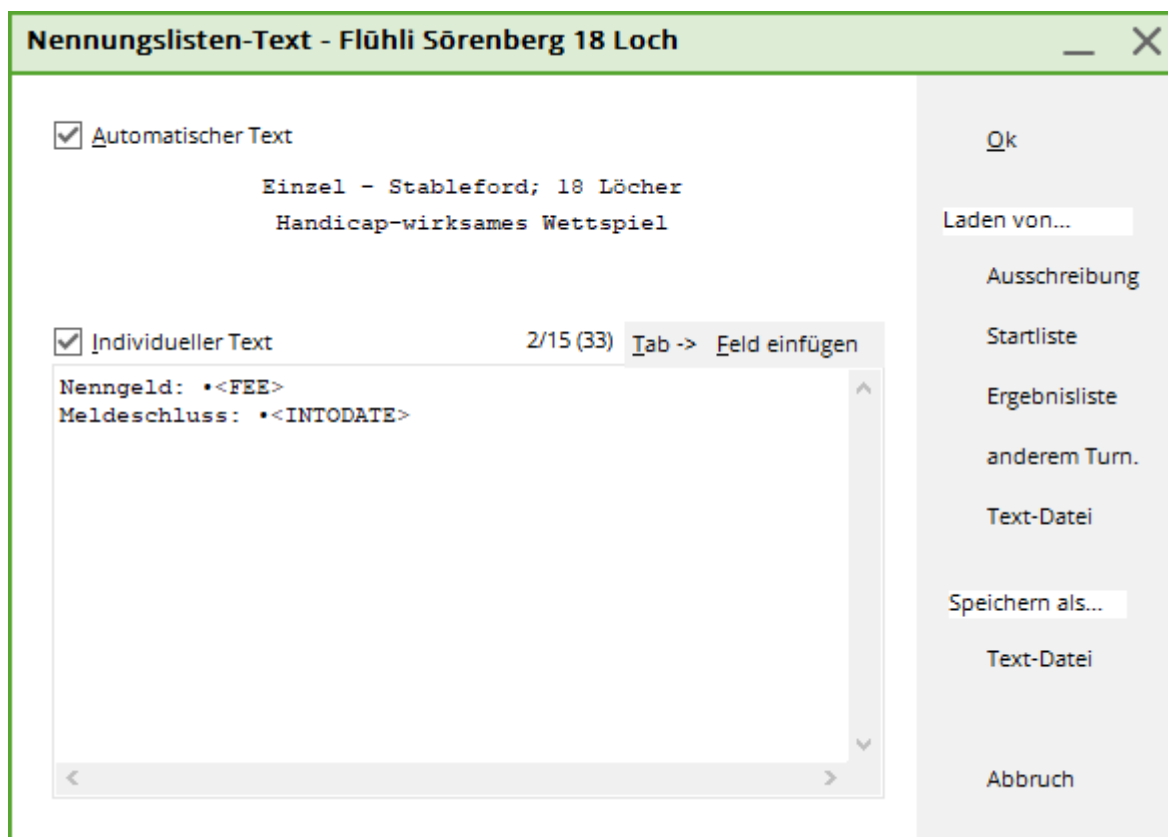 Nennungslisten-Text - Flühli Sörenberg 18 Loch
Automatischer Text
Einzel - Stableford; 18 Löcher
Handicap-wirksames Wettspiel
Individueller Text
2/15 (33)
Tab -> Feld einfügen
Nenngeld: •<FEE>
Meldeschluss: •<INTODATE>
Ok
Laden von...
Ausschreibung
Startliste
Ergebnisliste
anderem Turn.
Text-Datei
Speichern als...
Text-Datei
Abbruch